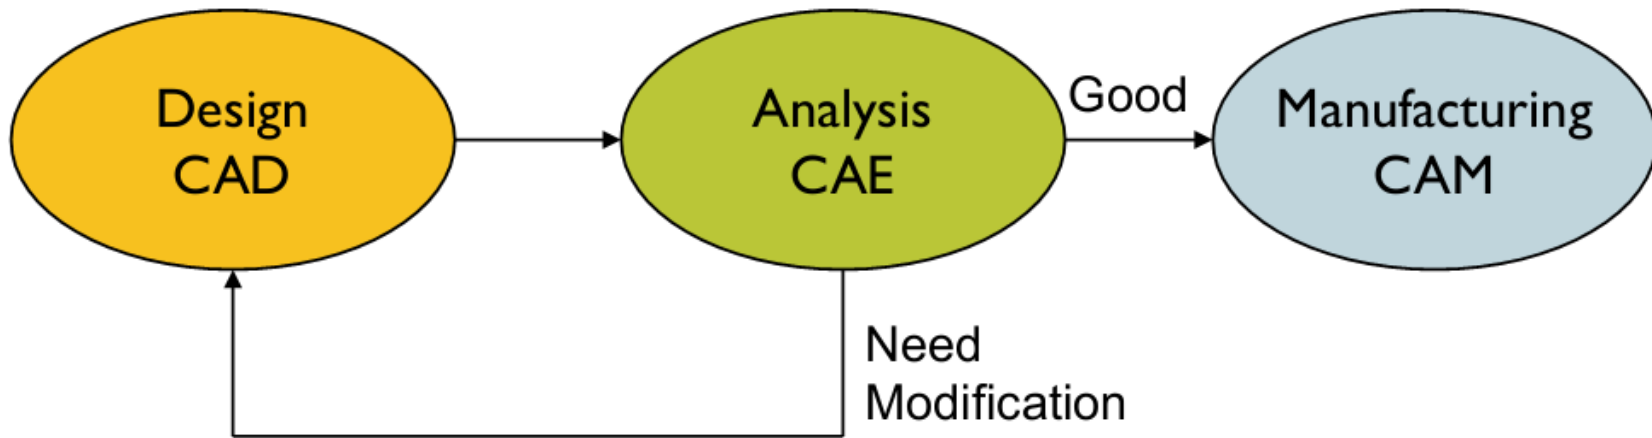 Design
CAD
Analysis
CAE
Good
Manufacturing
CAM
Need
Modification